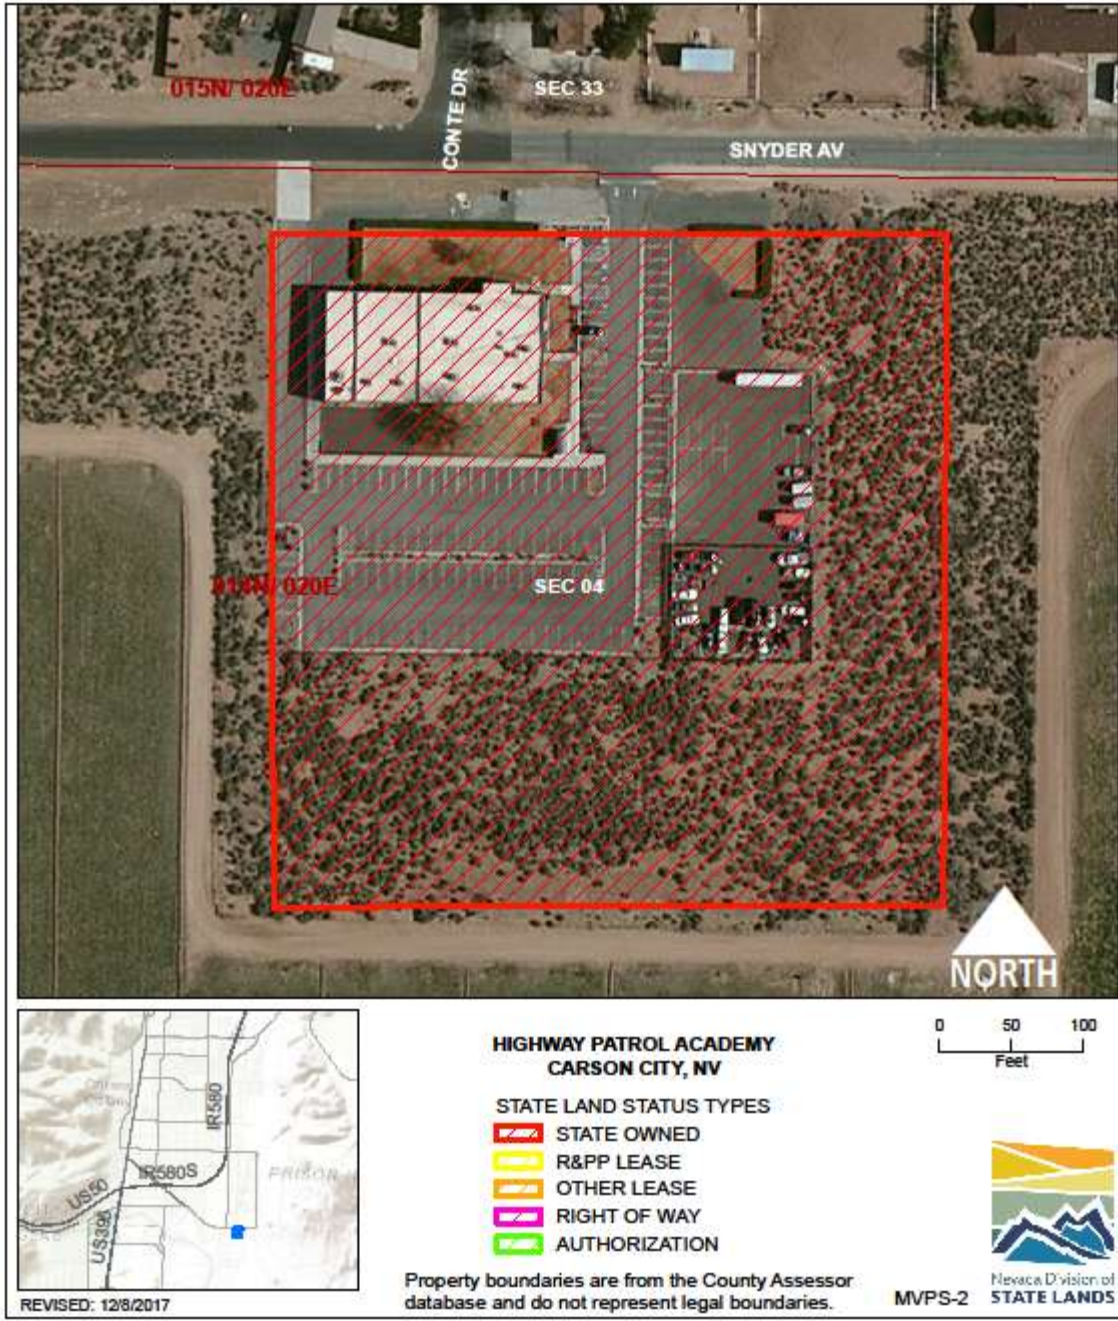 015N/ 020E
SEC 33
CONTE DR
SNYDER AV
014N/ 020E
SEC 04
NORTH
IR580
IR580S
PRISON
US50
US395
REVISED: 12/8/2017
HIGHWAY PATROL ACADEMY
CARSON CITY, NV
STATE LAND STATUS TYPES
STATE OWNED
R&PP LEASE
OTHER LEASE
RIGHT OF WAY
AUTHORIZATION
Property boundaries are from the County Assessor
database and do not represent legal boundaries.
0 50 100
Feet
MVPS-2
Nevada Division of
STATE LANDS